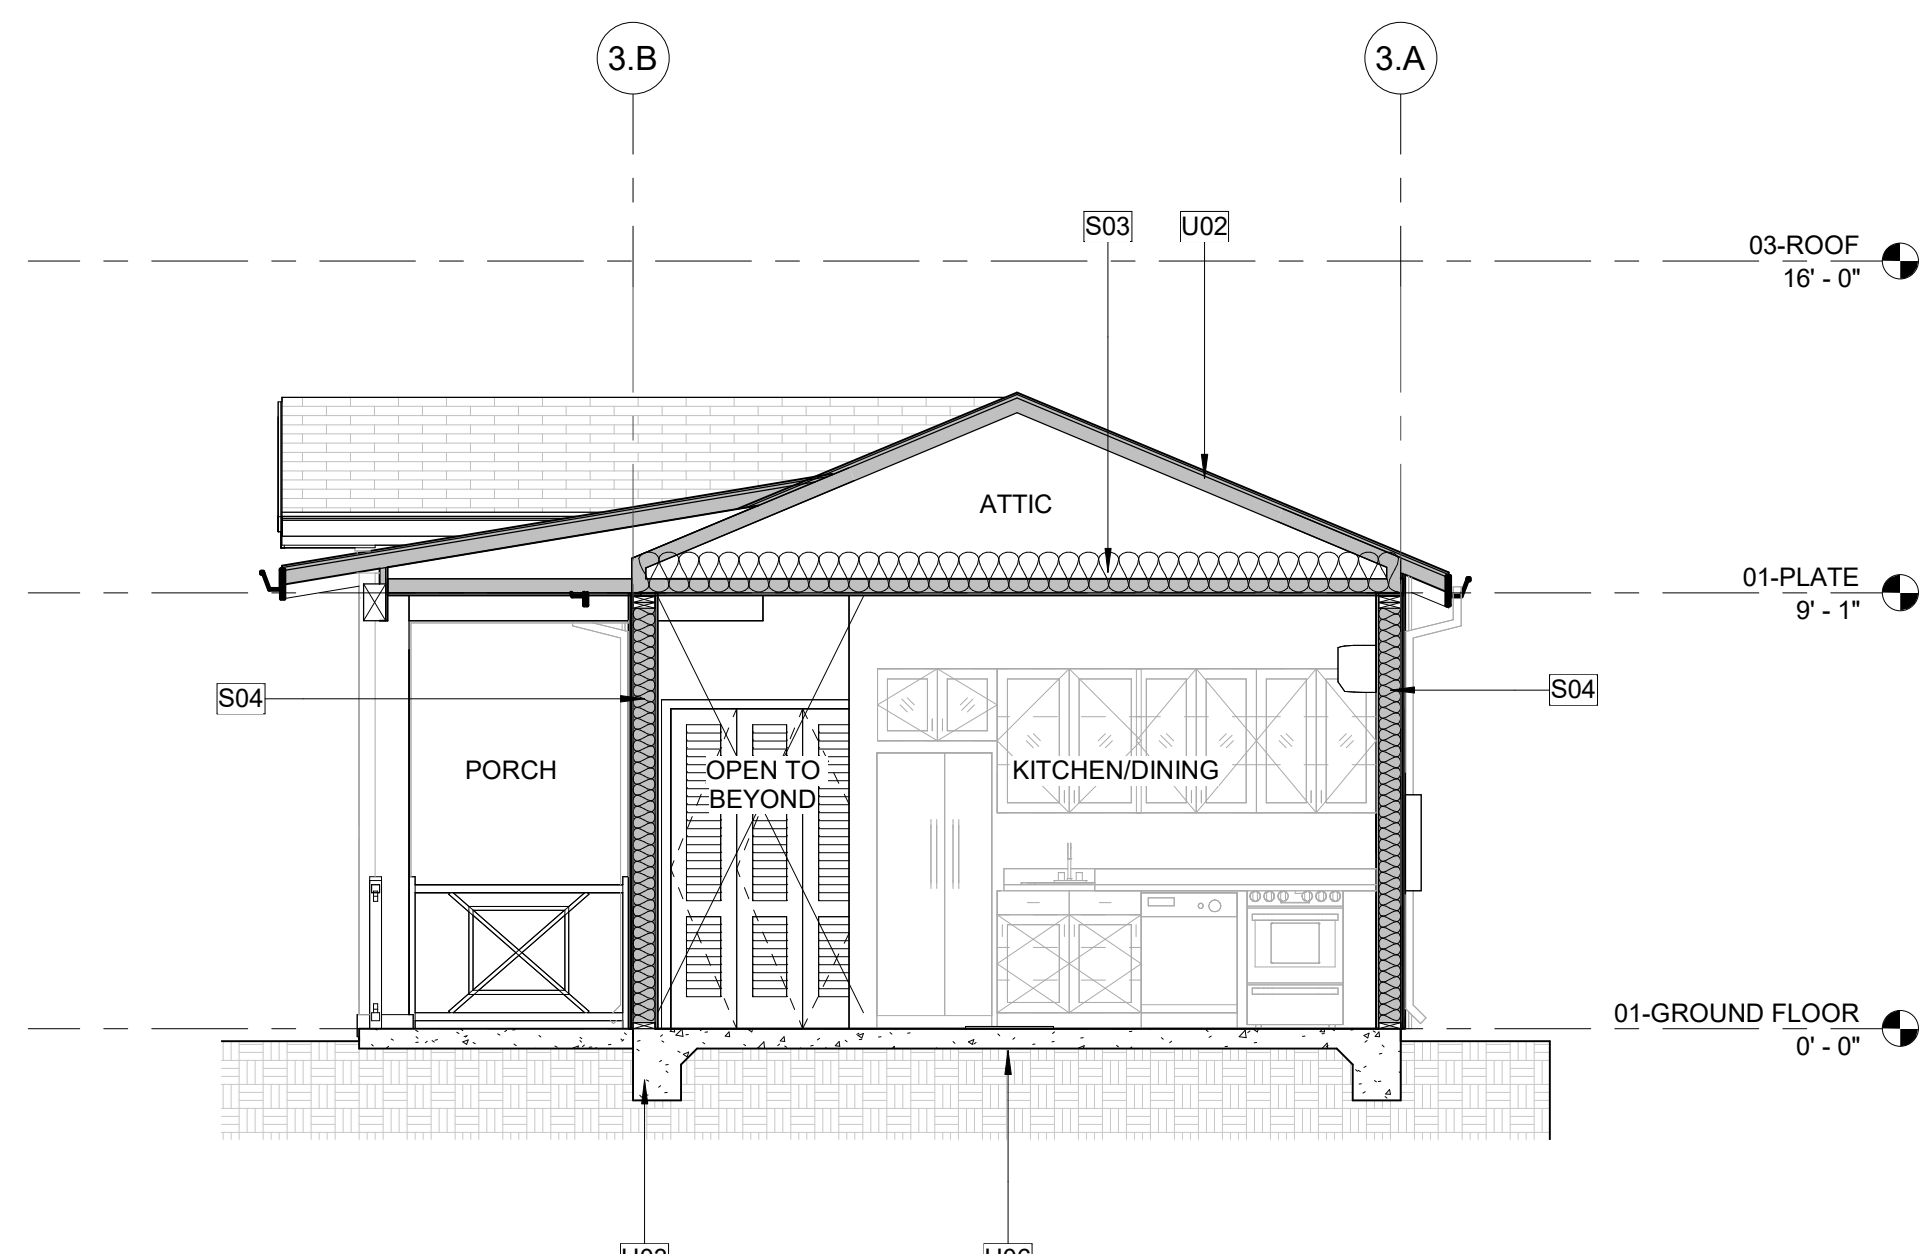 3.B
3.A
S03
U02
03-ROOF
16' - 0"
ATTIC
01-PLATE
9' - 1"
S04
S04
PORCH
OPEN TO
BEYOND
KITCHEN/DINING
01-GROUND FLOOR
0' - 0"